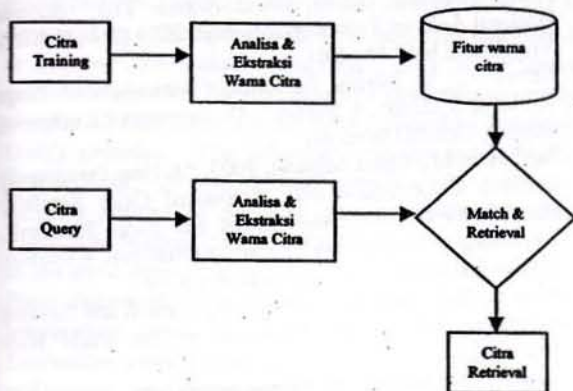 Citra
Training
Analisa &
Ekstraksi
Warna Citra
Fitur warna
citra
Citra
Query
Analisa &
Ekstraksi
Warna Citra
Match &
Retrieval
Citra
Retrieval